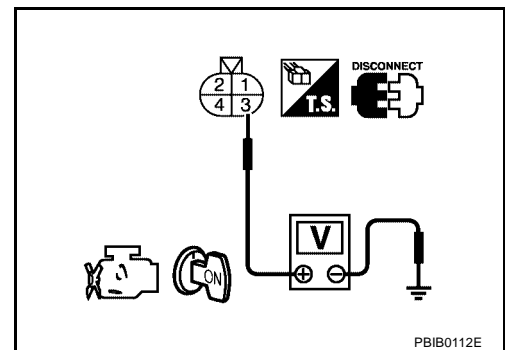 DISCONNECT
2 1
4 3
T.S.
V
ON
+ −
PBIB0112E